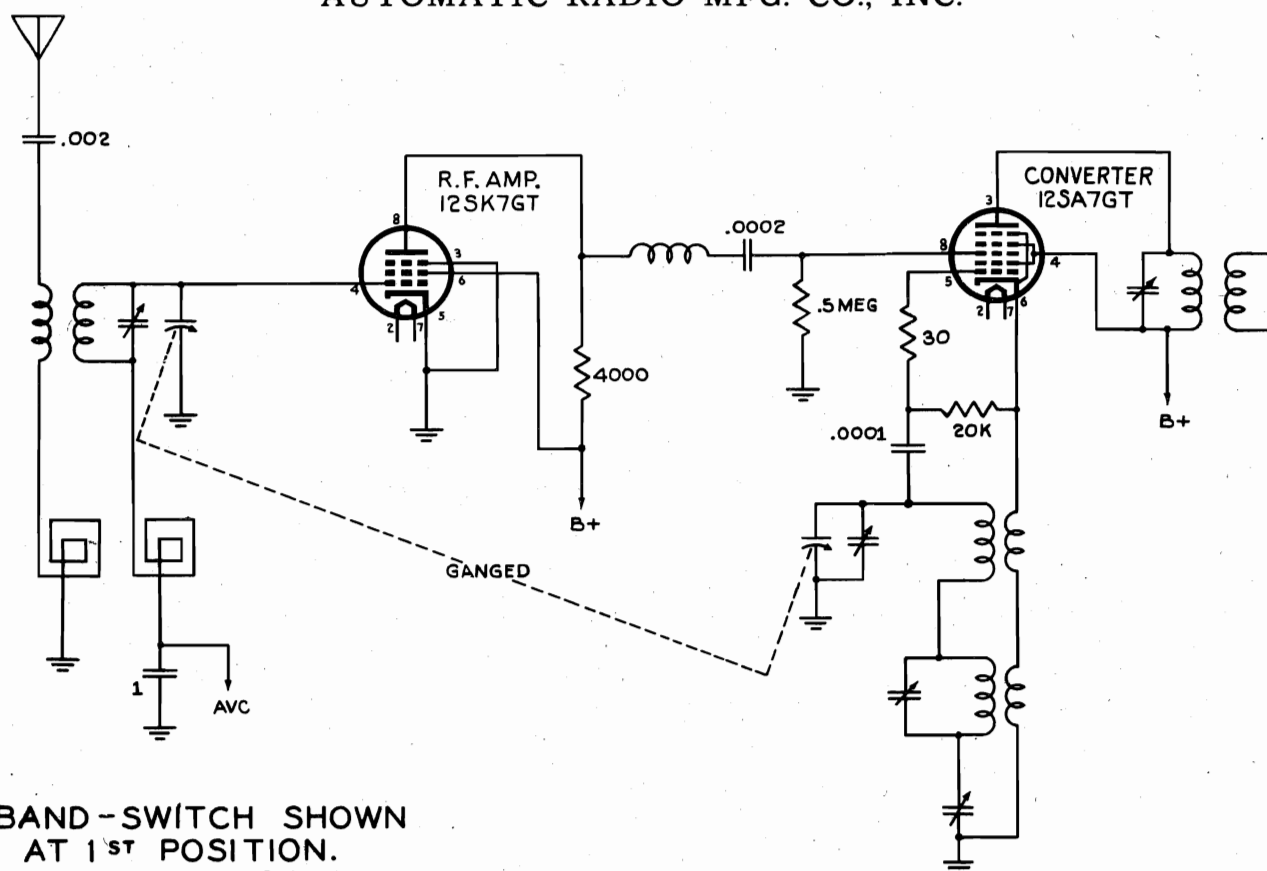 AUTOMATIC RADIO MFG. CO., INC.
.002
R.F. AMP.
12SK7GT
8
3
6
4
2
7
5
.0002
.5 MEG
4000
B+
CONVERTER
12SA7GT
3
8
5
4
2
7
6
30
20K
.0001
B+
GANGED
1
AVC
BAND-SWITCH SHOWN
AT 1ST POSITION.